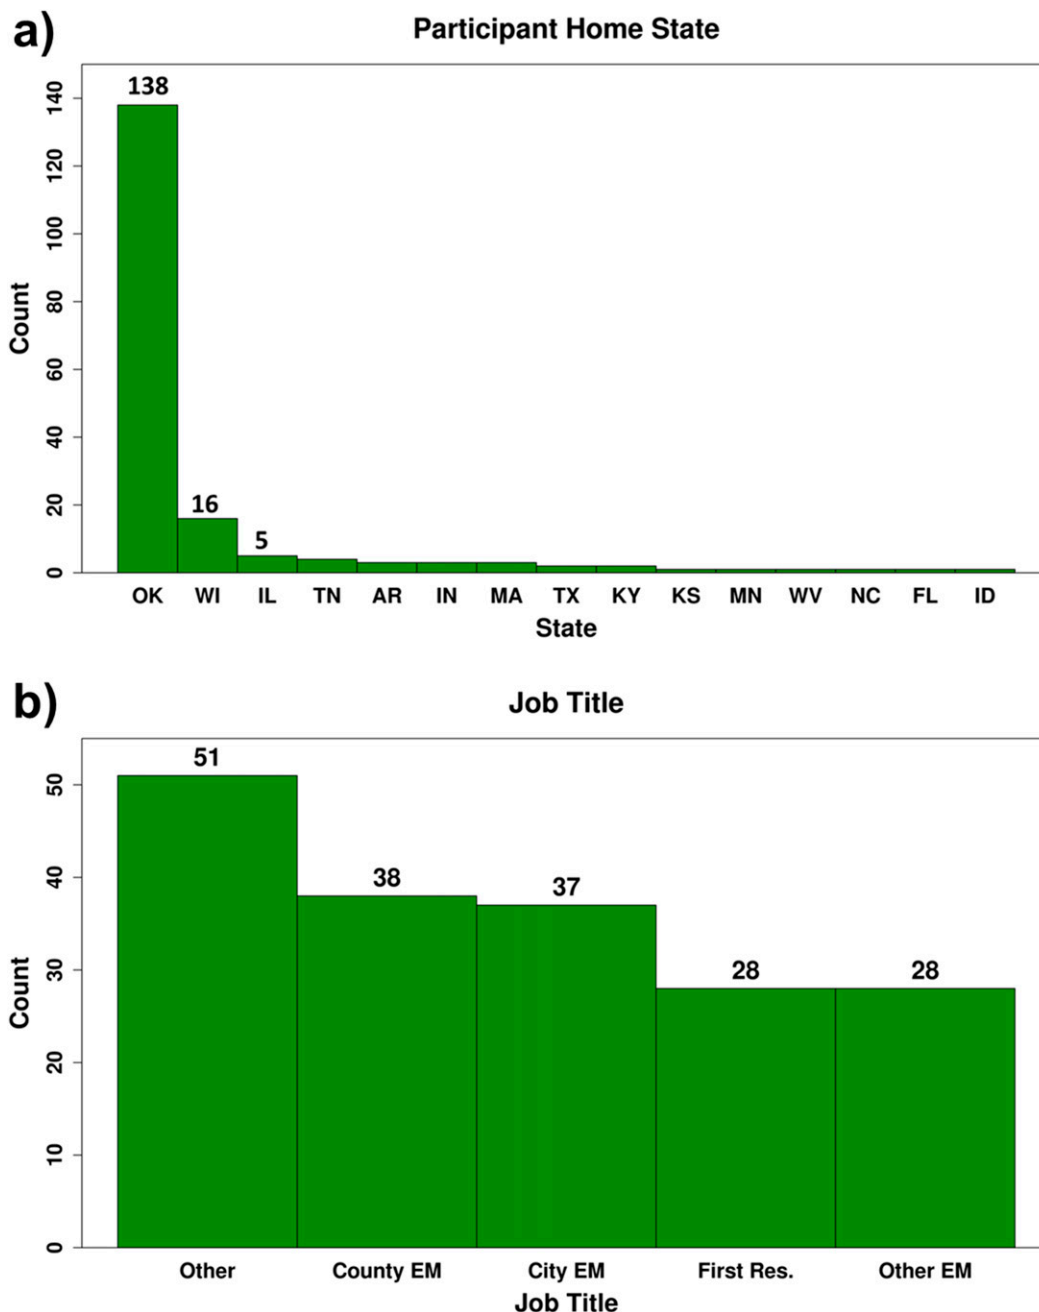 a)
Participant Home State
138
16
5
140
120
100
80
60
40
20
0
Count
OK WI IL TN AR IN MA TX KY KS MN WV NC FL ID
State
b)
Job Title
51
38
37
28
28
50
40
30
20
10
0
Count
Other County EM City EM First Res. Other EM
Job Title